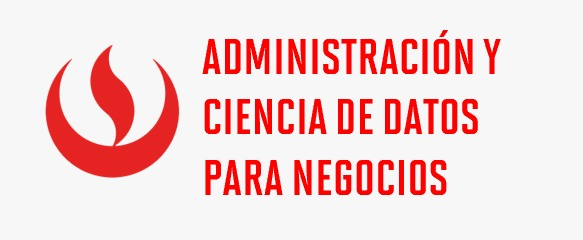 ADMINISTRACIÓN Y
CIENCIA DE DATOS
PARA NEGOCIOS